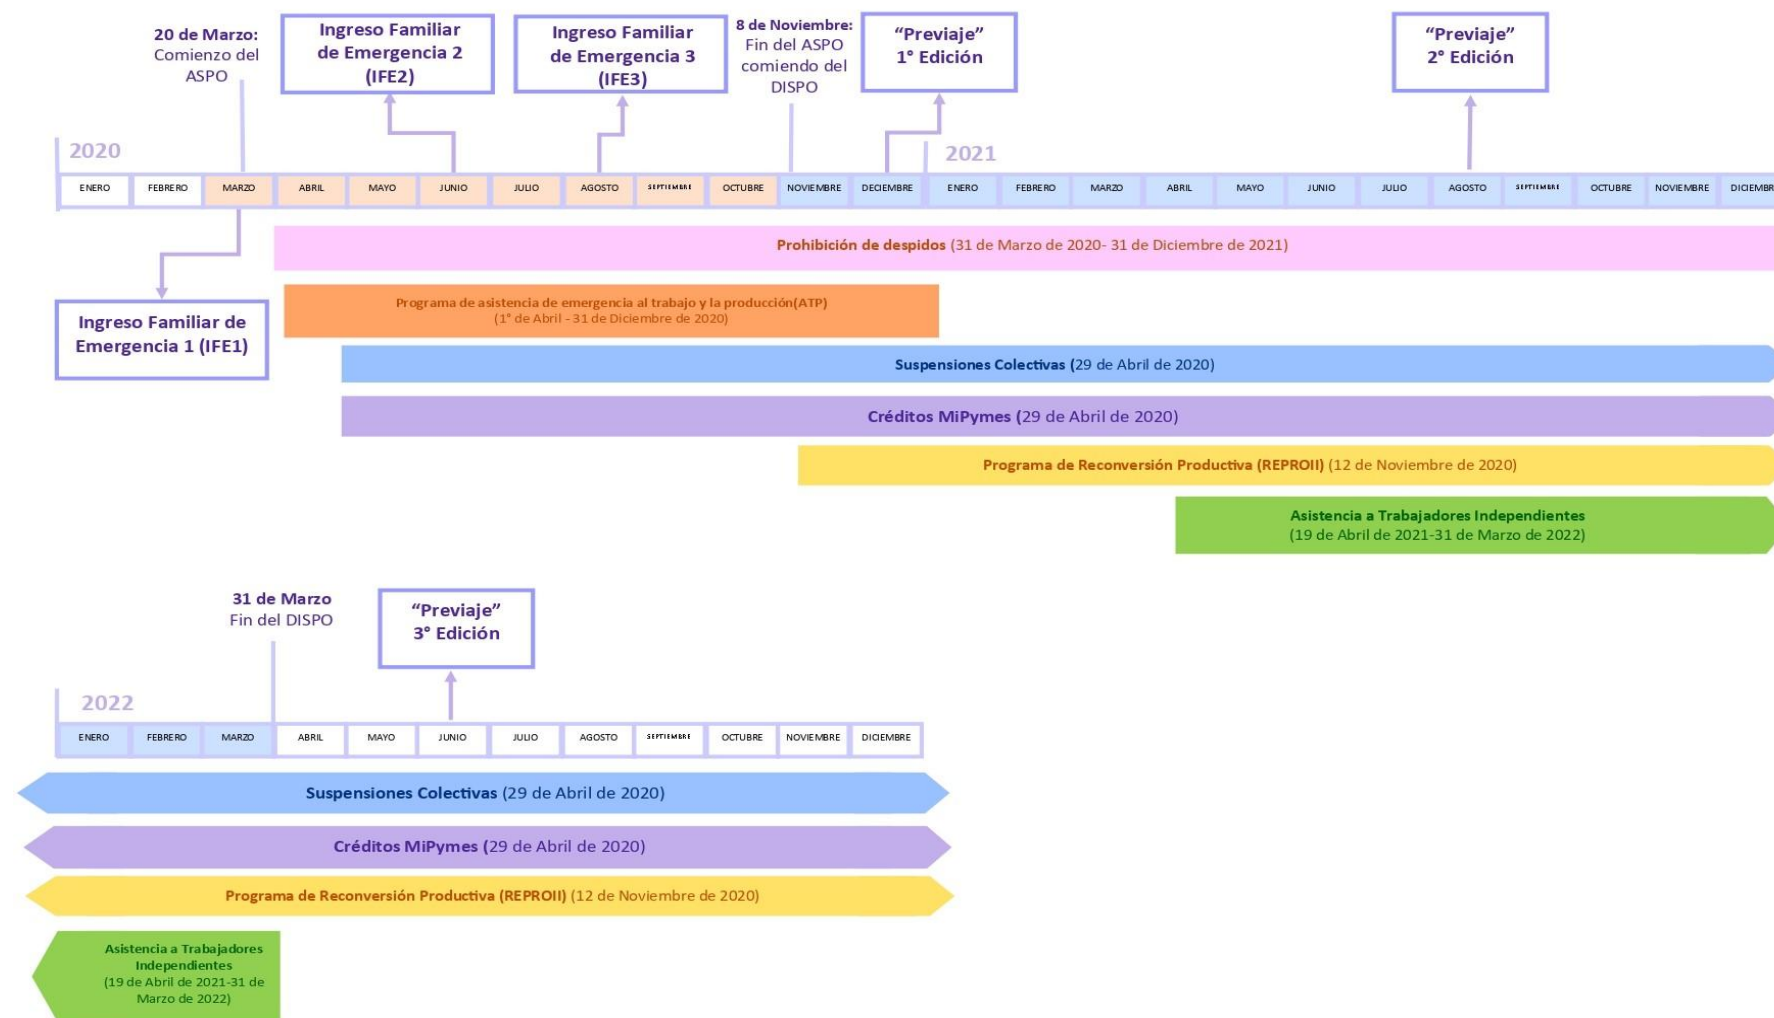 20 de Marzo:
Comienzo del
ASPO
Ingreso Familiar
de Emergencia 2
(IFE2)
Ingreso Familiar
de Emergencia 3
(IFE3)
8 de Noviembre:
Fin del ASPO
comiendo del
DISPO
“Previaje”
1° Edición
“Previaje”
2° Edición
2020
2021
ENERO FEBRERO MARZO ABRIL MAYO JUNIO JULIO AGOSTO SEPTIEMBRE OCTUBRE NOVIEMBRE DECIEMBRE ENERO FEBRERO MARZO ABRIL MAYO JUNIO JULIO AGOSTO SEPTIEMBRE OCTUBRE NOVIEMBRE DICIEMBR
Prohibición de despidos (31 de Marzo de 2020- 31 de Diciembre de 2021)
Programa de asistencia de emergencia al trabajo y la producción(ATP)
(1° de Abril - 31 de Diciembre de 2020)
Ingreso Familiar de
Emergencia 1 (IFE1)
Suspensiones Colectivas (29 de Abril de 2020)
Créditos MiPymes (29 de Abril de 2020)
Programa de Reconversión Productiva (REPROII) (12 de Noviembre de 2020)
Asistencia a Trabajadores Independientes
(19 de Abril de 2021-31 de Marzo de 2022)
31 de Marzo
Fin del DISPO
“Previaje”
3° Edición
2022
ENERO FEBRERO MARZO ABRIL MAYO JUNIO JULIO AGOSTO SEPTIEMBRE OCTUBRE NOVIEMBRE DICIEMBRE
Suspensiones Colectivas (29 de Abril de 2020)
Créditos MiPymes (29 de Abril de 2020)
Programa de Reconversión Productiva (REPROII) (12 de Noviembre de 2020)
Asistencia a Trabajadores
Independientes
(19 de Abril de 2021-31 de
Marzo de 2022)